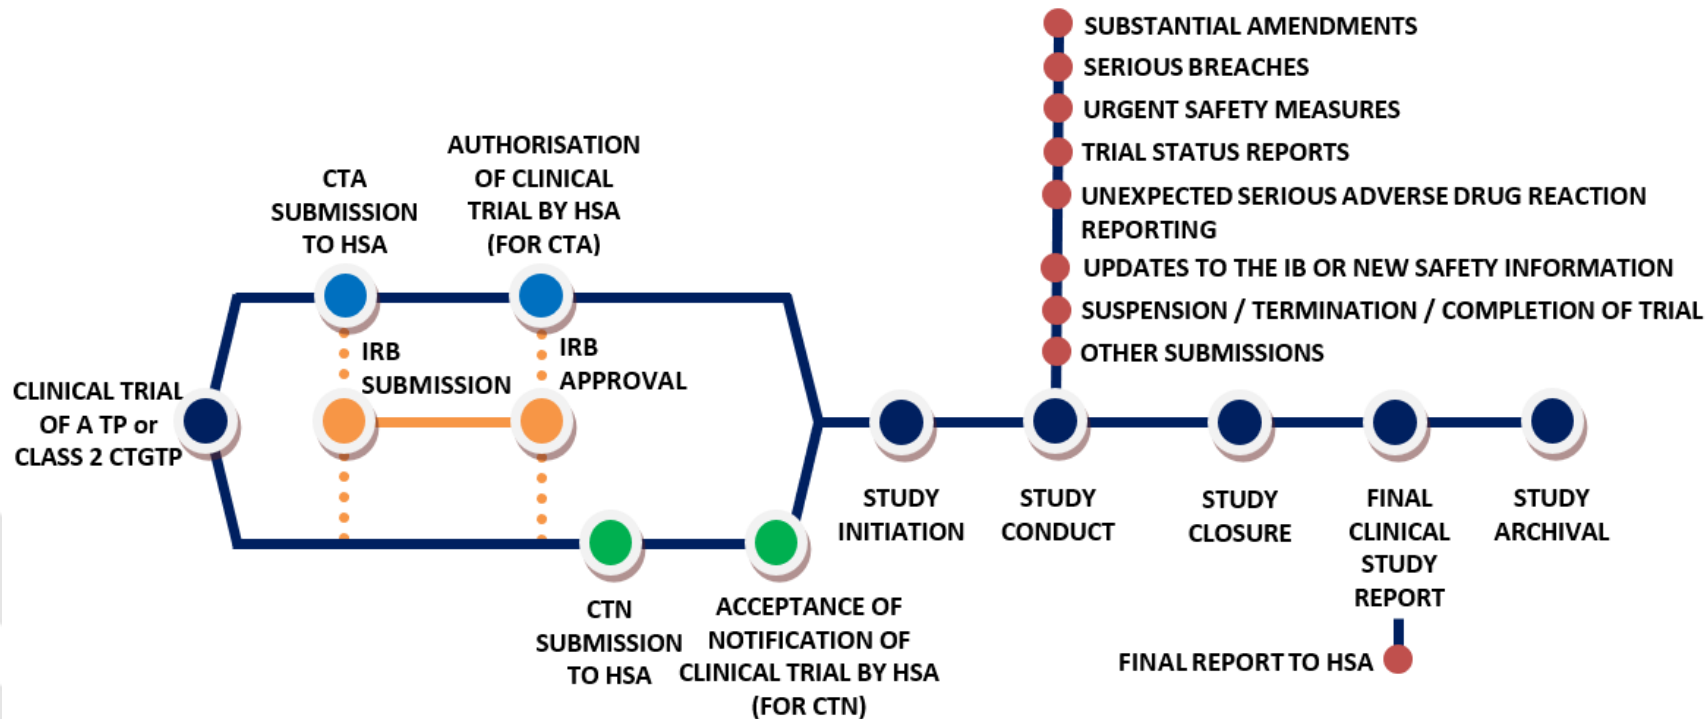 CLINICAL TRIAL
OF A TP or
CLASS 2 CTGTP
CTA
SUBMISSION
TO HSA
AUTHORISATION
OF CLINICAL
TRIAL BY HSA
(FOR CTA)
IRB
SUBMISSION
IRB
APPROVAL
CTN
SUBMISSION
TO HSA
ACCEPTANCE OF
NOTIFICATION OF
CLINICAL TRIAL BY HSA
(FOR CTN)
STUDY
INITIATION
STUDY
CONDUCT
SUBSTANTIAL AMENDMENTS
SERIOUS BREACHES
URGENT SAFETY MEASURES
TRIAL STATUS REPORTS
UNEXPECTED SERIOUS ADVERSE DRUG REACTION
REPORTING
UPDATES TO THE IB OR NEW SAFETY INFORMATION
SUSPENSION / TERMINATION / COMPLETION OF TRIAL
OTHER SUBMISSIONS
STUDY
CLOSURE
FINAL
CLINICAL
STUDY
REPORT
FINAL REPORT TO HSA
STUDY
ARCHIVAL